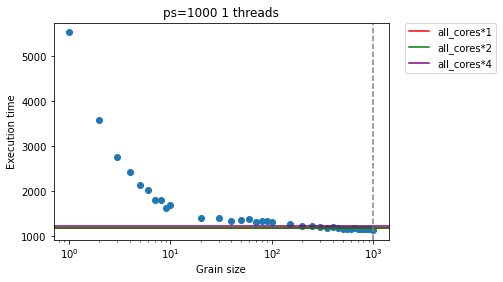 ps=1000 1 threads
all_cores*1
all_cores*2
all_cores*4
Execution time
5000
4000
3000
2000
1000
10^0
10^1
10^2
10^3
Grain size